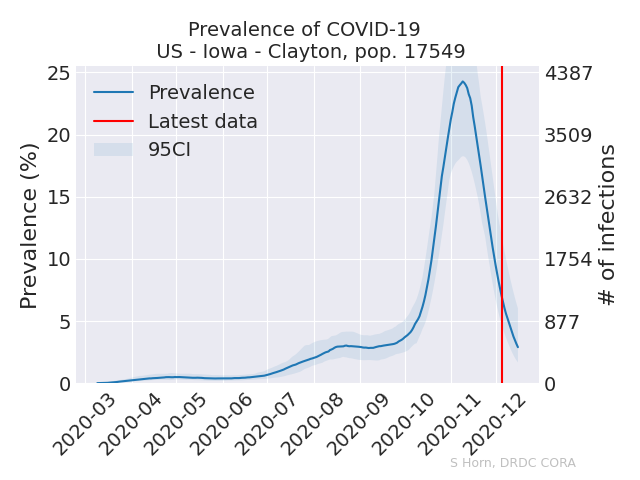 Prevalence of COVID-19
US - Iowa - Clayton, pop. 17549
Prevalence
Latest data
95CI
Prevalence (%)
25
20
15
10
5
0
4387
3509
2632
1754
877
0
# of infections
2020-03
2020-04
2020-05
2020-06
2020-07
2020-08
2020-09
2020-10
2020-11
2020-12
S Horn, DRDC CORA